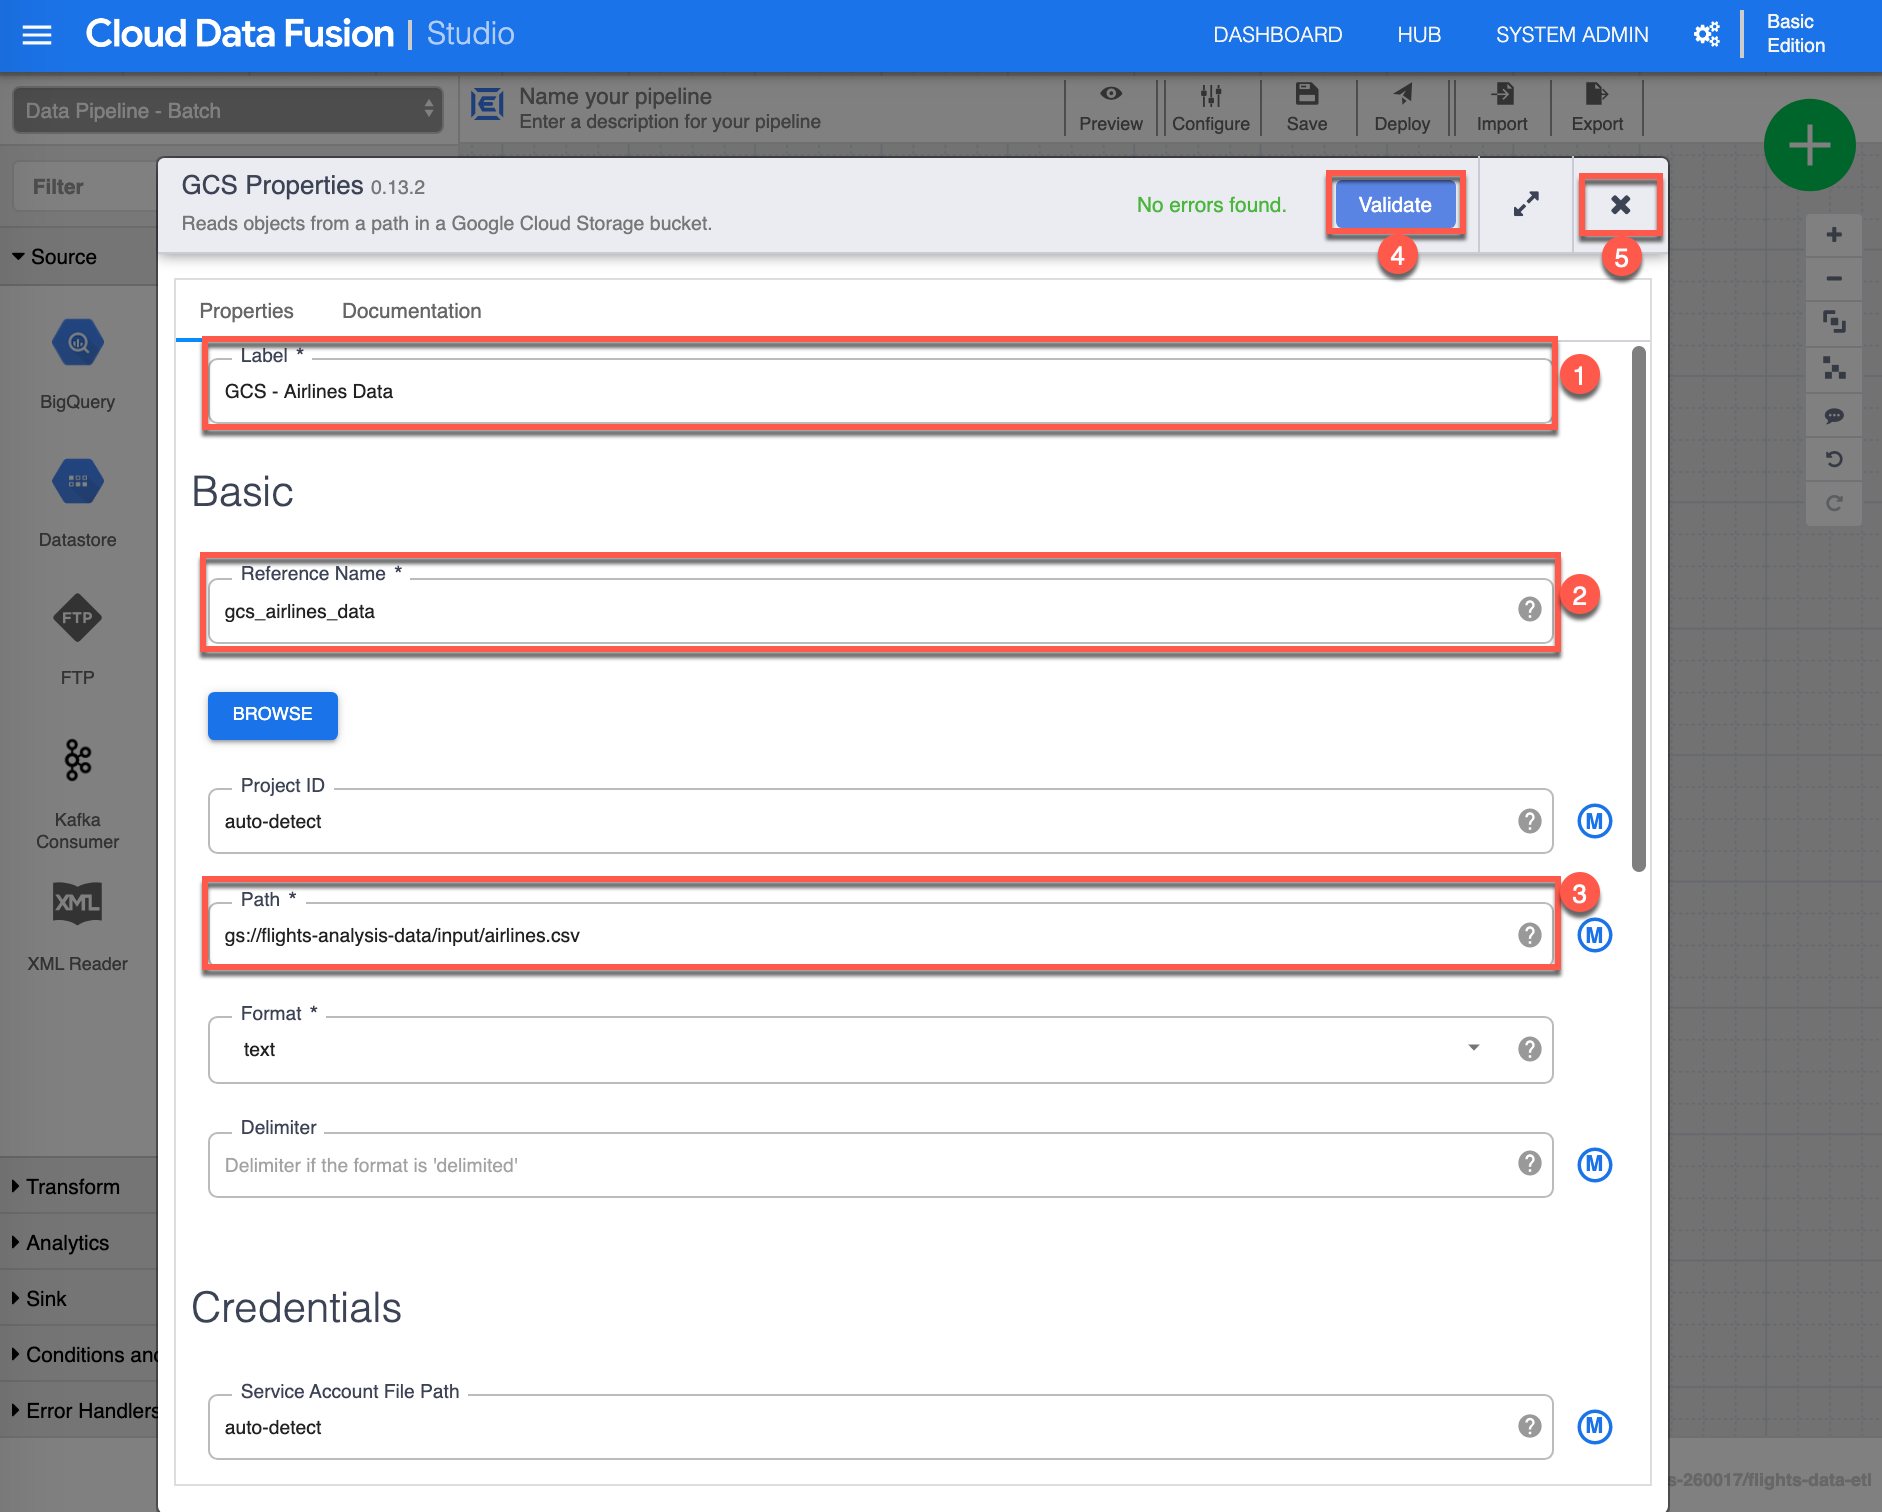 Cloud Data Fusion | Studio
DASHBOARD
HUB
SYSTEM ADMIN
Basic
Edition
Data Pipeline - Batch
Name your pipeline
Enter a description for your pipeline
Preview
Configure
Save
Deploy
Import
Export
Filter
Source
BigQuery
Datastore
FTP
FTP
Kafka
Consumer
XML
XML Reader
Transform
Analytics
Sink
Conditions and
Error Handlers
GCS Properties 0.13.2
Reads objects from a path in a Google Cloud Storage bucket.
No errors found.
Validate
4
5
Properties
Documentation
Label *
GCS - Airlines Data
1
Basic
Reference Name *
gcs_airlines_data
?
2
BROWSE
Project ID
auto-detect
?
M
Path *
gs://flights-analysis-data/input/airlines.csv
?
3
M
Format *
text
?
Delimiter
Delimiter if the format is 'delimited'
?
M
Credentials
Service Account File Path
auto-detect
?
M
s-260017/flights-data-etl